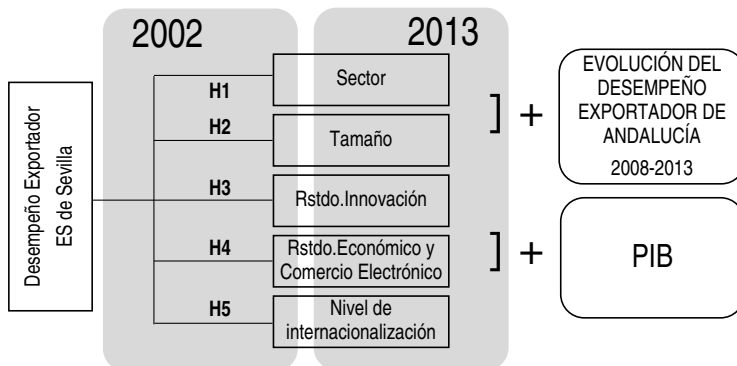 2002
2013
Desempeño Exportador
ES de Sevilla
H1
Sector
H2
Tamaño
H3
Rstdo.Innovación
H4
Rstdo.Económico y
Comercio Electrónico
H5
Nivel de
internacionalización
]
+
EVOLUCIÓN DEL
DESEMPEÑO
EXPORTADOR DE
ANDALUCÍA
2008-2013
]
+
PIB